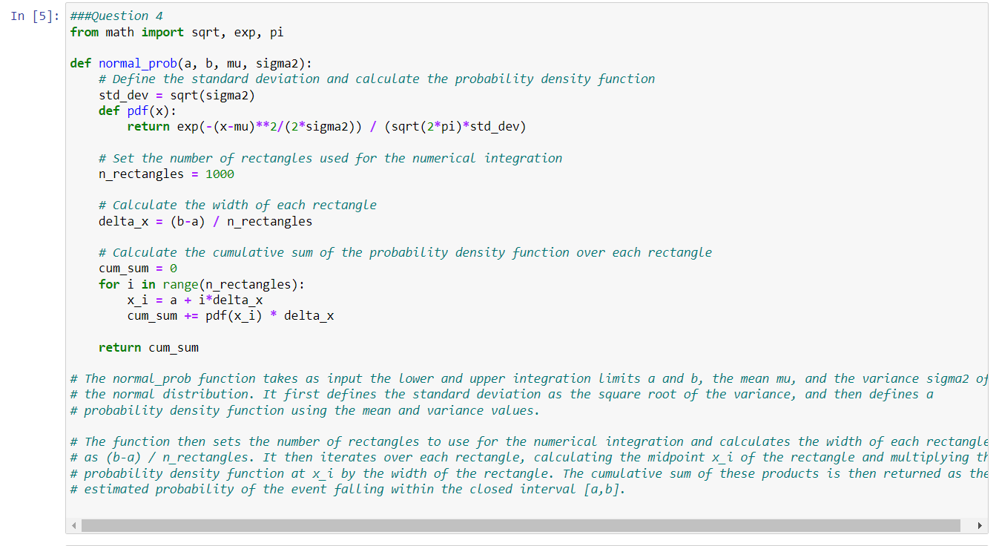 In [5]: ###Question 4
from math import sqrt, exp, pi
def normal_prob(a, b, mu, sigma2):
    # Define the standard deviation and calculate the probability density function
    std_dev = sqrt(sigma2)
    def pdf(x):
        return exp(-(x-mu)**2/(2*sigma2)) / (sqrt(2*pi)*std_dev)
    # Set the number of rectangles used for the numerical integration
    n_rectangles = 1000
    # Calculate the width of each rectangle
    delta_x = (b-a) / n_rectangles
    # Calculate the cumulative sum of the probability density function over each rectangle
    cum_sum = 0
    for i in range(n_rectangles):
        x_i = a + i*delta_x
        cum_sum += pdf(x_i) * delta_x
    return cum_sum
# The normal_prob function takes as input the lower and upper integration limits a and b, the mean mu, and the variance sigma2 of
# the normal distribution. It first defines the standard deviation as the square root of the variance, and then defines a
# probability density function using the mean and variance values.
# The function then sets the number of rectangles to use for the numerical integration and calculates the width of each rectangle
# as (b-a) / n_rectangles. It then iterates over each rectangle, calculating the midpoint x_i of the rectangle and multiplying th
# probability density function at x_i by the width of the rectangle. The cumulative sum of these products is then returned as the
# estimated probability of the event falling within the closed interval [a,b].